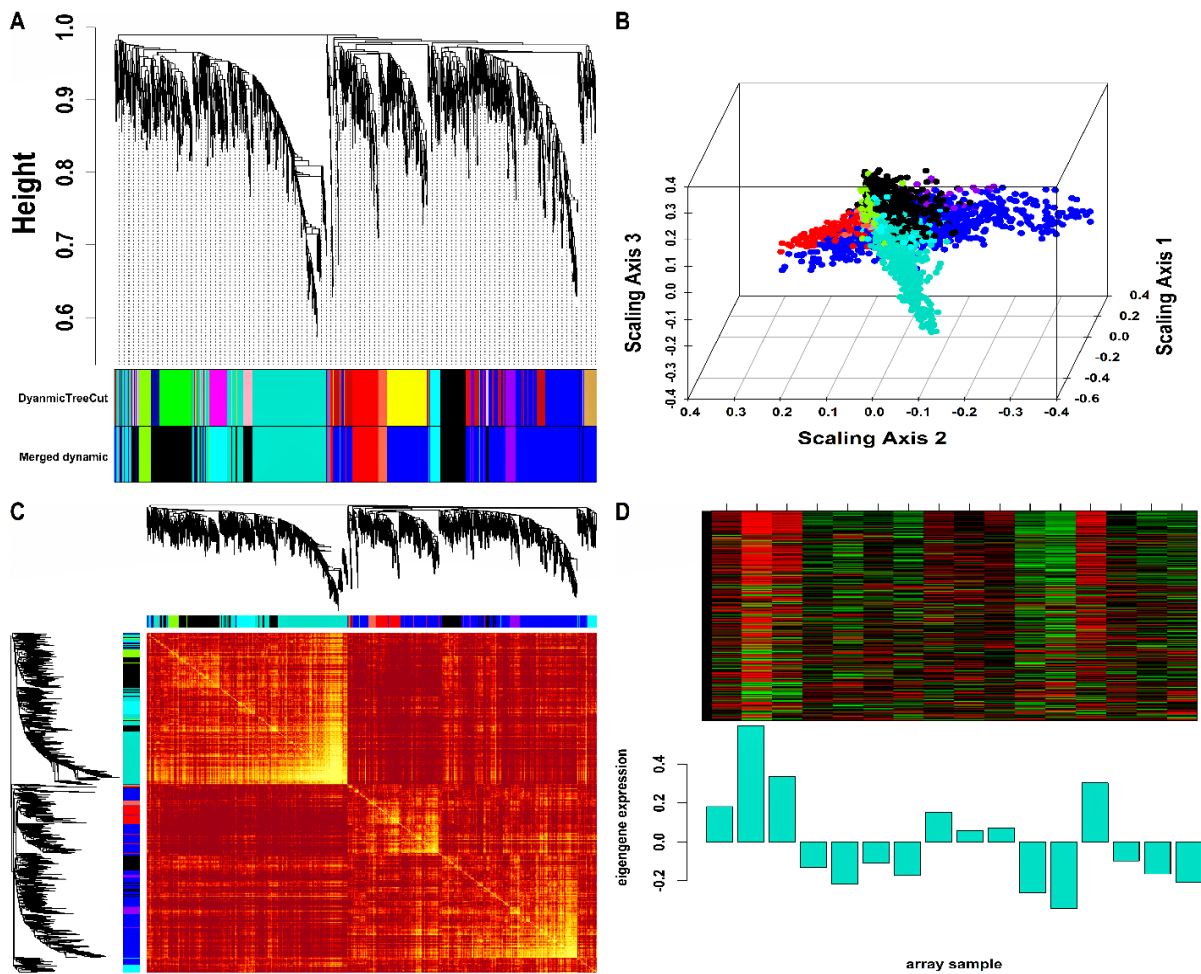 A
1.0
0.9
0.8
0.7
0.6
Height
DyanmicTreeCut
Merged dynamic
B
0.4
0.3
0.2
0.1
0.0
-0.1
-0.2
-0.3
-0.4
Scaling Axis 3
0.4 0.3 0.2 0.1 0.0 -0.1 -0.2 -0.3 -0.4
Scaling Axis 2
0.4
0.2
0.0
-0.2
-0.4
-0.6
Scaling Axis 1
C
D
0.4
0.2
0.0
-0.2
eigengene expression
array sample